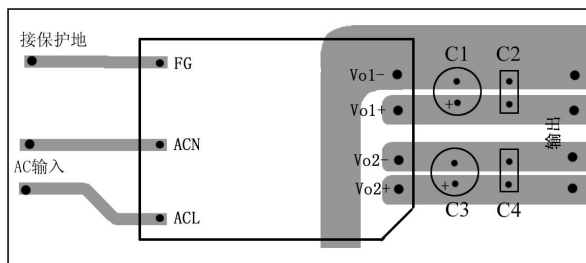 接保护地
FG
ACN
AC输入
ACL
Vo1-
Vo1+
Vo2-
Vo2+
C1
C2
+
+
C3
C4
输出